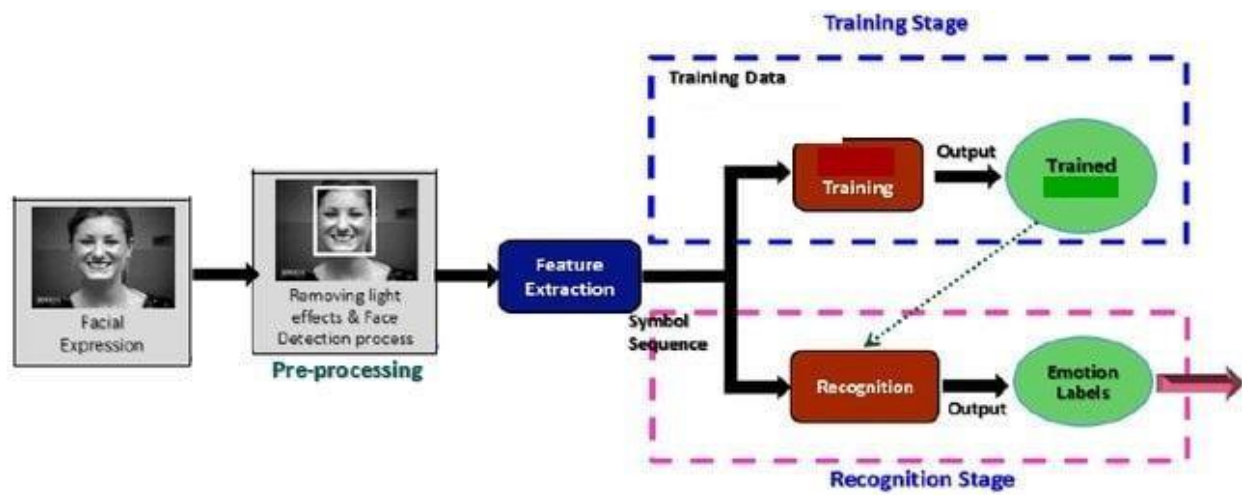 Training Stage
Training Data
Training
Output
Trained
Facial
Expression
Removing light
effects & Face
Detection process
Pre-processing
Feature
Extraction
Symbol
Sequence
Recognition
Output
Emotion
Labels
Recognition Stage